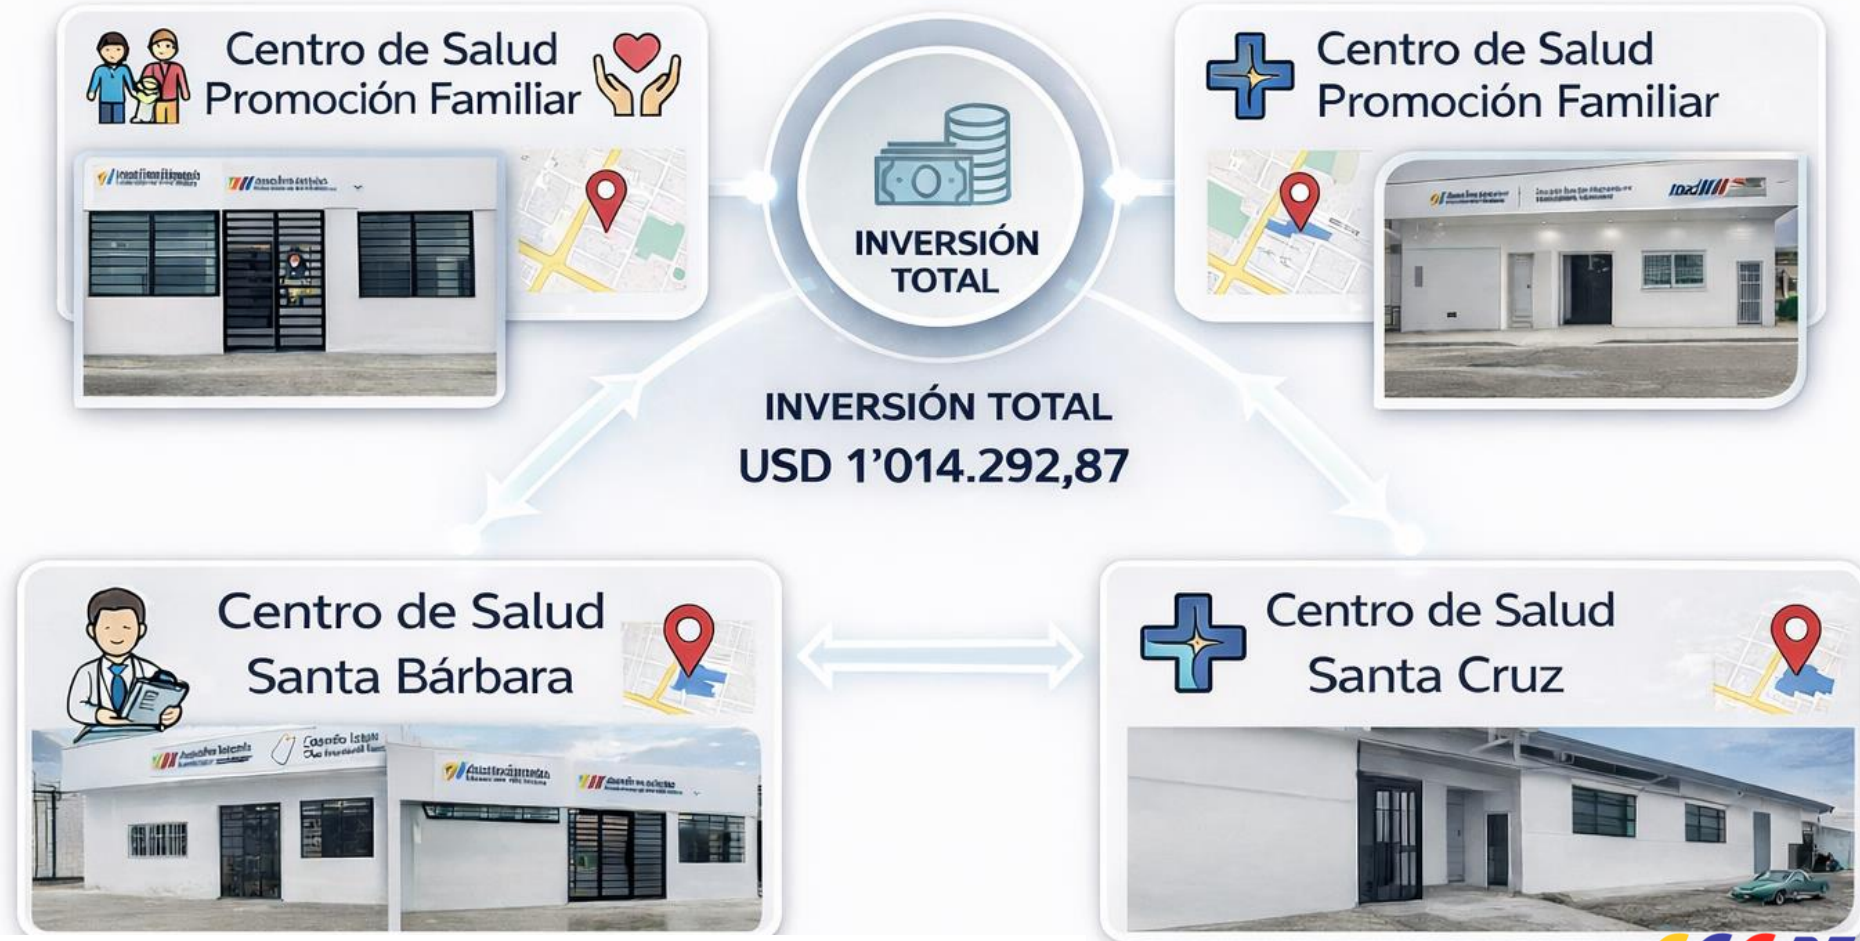 Centro de Salud
Promoción Familiar
Centro de Salud
Promoción Familiar
INVERSIÓN
TOTAL
INVERSIÓN TOTAL
USD 1’014.292,87
Centro de Salud
Santa Bárbara
Centro de Salud
Santa Cruz